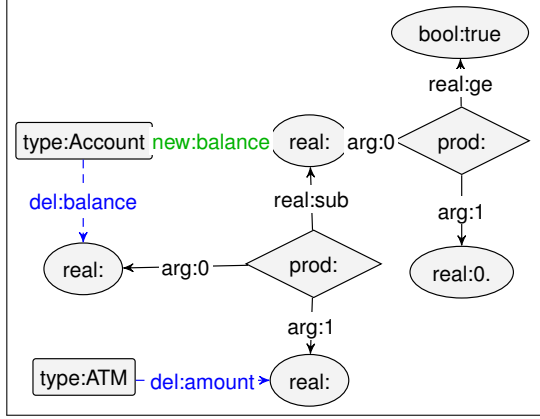 bool:true
real:ge
type:Account new:balance real: arg:0 prod:
del:balance
real:sub
arg:1
real: arg:0 prod: real:0.
arg:1
type:ATM del:amount real: